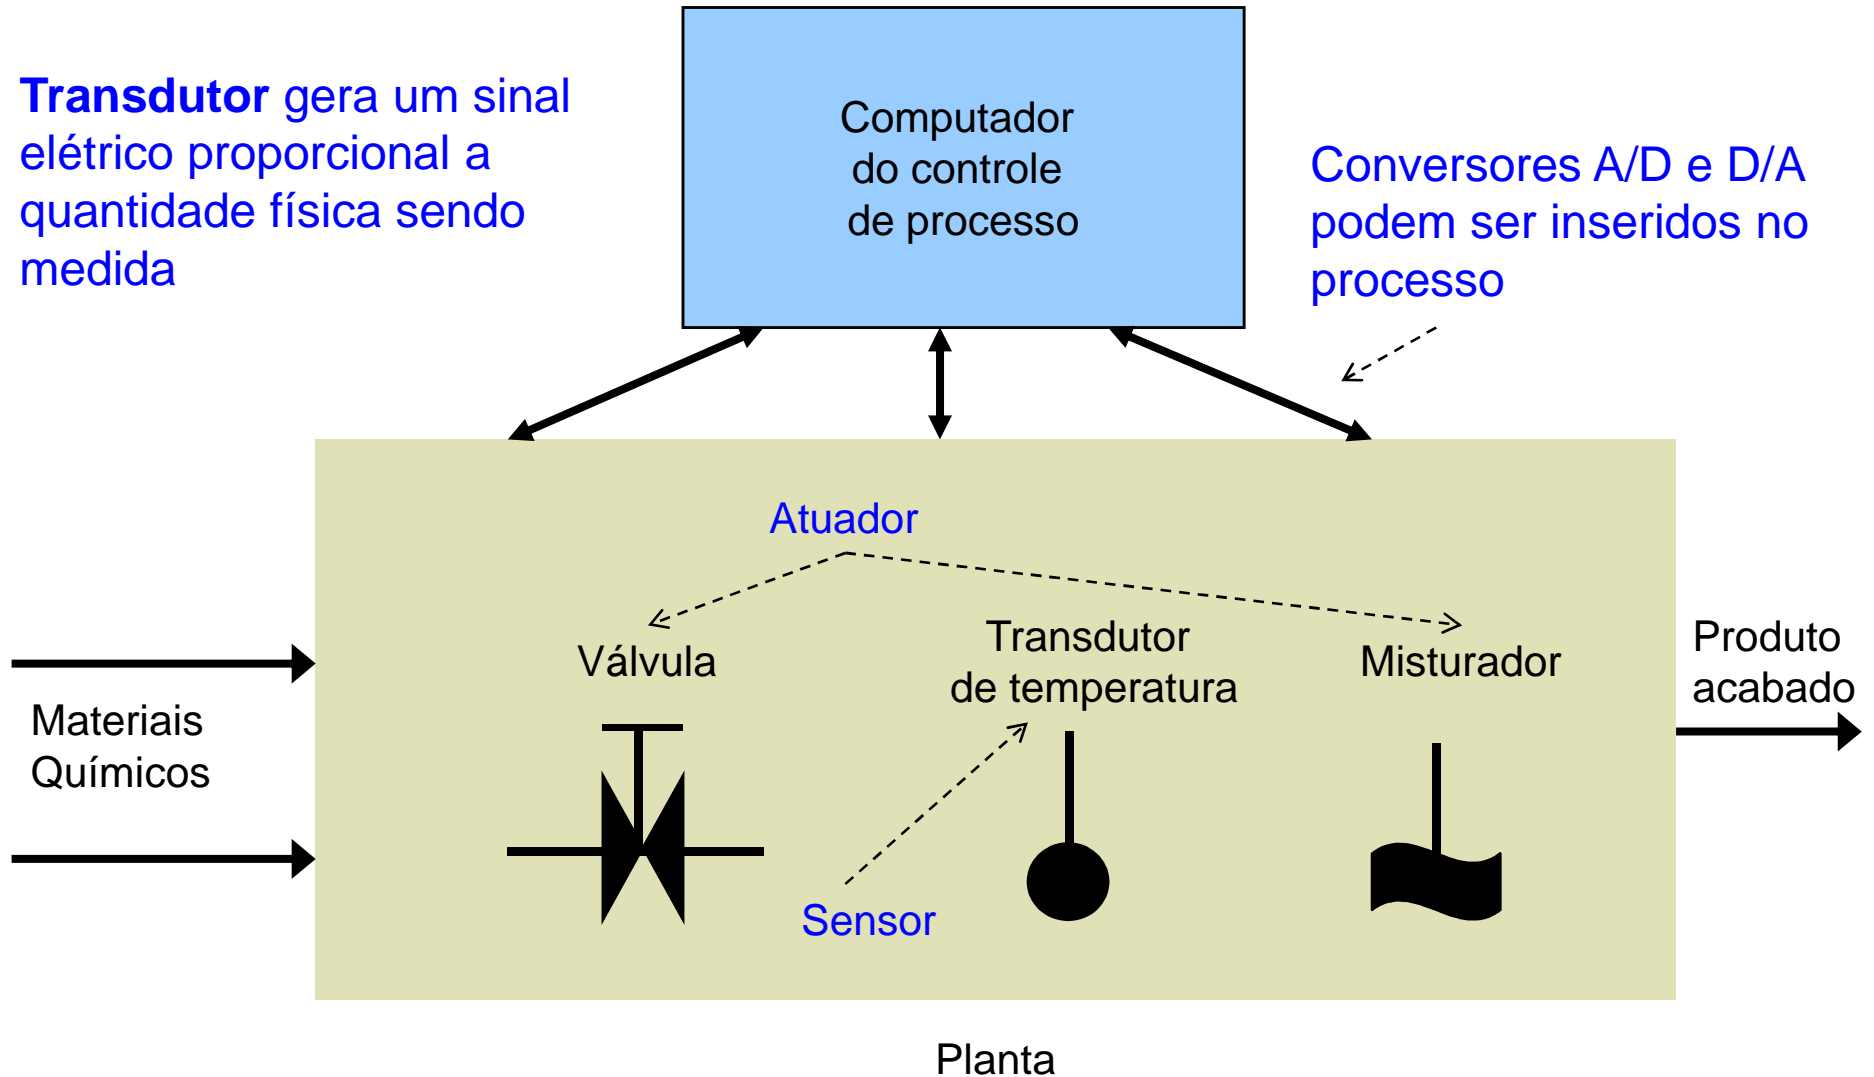 Transdutor gera um sinal
elétrico proporcional a
quantidade física sendo
medida
Computador
do controle
de processo
Conversores A/D e D/A
podem ser inseridos no
processo
Atuador
Válvula
Transdutor
de temperatura
Misturador
Produto
acabado
Materiais
Químicos
Sensor
Planta